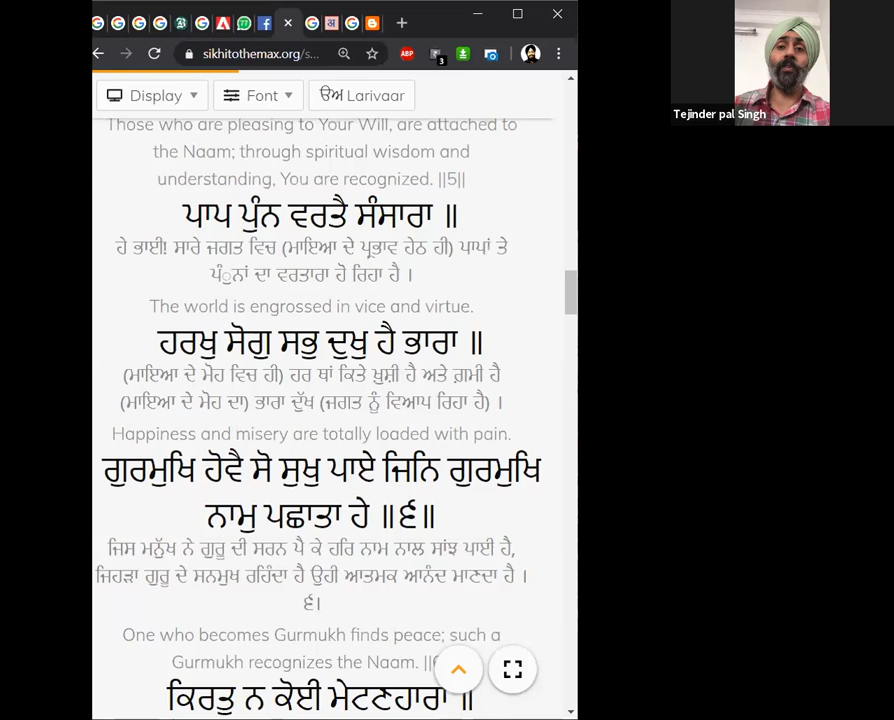 sikhitothemax.org/s...
ABP
3
Display
Font
ੳਅ Larivaar
Tejinder pal Singh
Those who are pleasing to Your Will, are attached to
the Naam; through spiritual wisdom and
understanding, You are recognized. ||5||
ਪਾਪ ਪੁੰਨ ਵਰਤੈ ਸੰਸਾਰਾ ॥
ਹੇ ਭਾਈ! ਸਾਰੇ ਜਗਤ ਵਿਚ (ਮਾਇਆ ਦੇ ਪ੍ਰਭਾਵ ਹੇਠ ਹੀ) ਪਾਪਾਂ ਤੇ
ਪੰੁਨਾਂ ਦਾ ਵਰਤਾਰਾ ਹੋ ਰਿਹਾ ਹੈ ।
The world is engrossed in vice and virtue.
ਹਰਖੁ ਸੋਗੁ ਸਭੁ ਦੁਖੁ ਹੈ ਭਾਰਾ ॥
(ਮਾਇਆ ਦੇ ਮੋਹ ਵਿਚ ਹੀ) ਹਰ ਥਾਂ ਕਿਤੇ ਖ਼ੁਸ਼ੀ ਹੈ ਅਤੇ ਗ਼ਮੀ ਹੈ
(ਮਾਇਆ ਦੇ ਮੋਹ ਦਾ) ਭਾਰਾ ਦੁੱਖ (ਜਗਤ ਨੂੰ ਵਿਆਪ ਰਿਹਾ ਹੈ) ।
Happiness and misery are totally loaded with pain.
ਗੁਰਮੁਖਿ ਹੋਵੈ ਸੋ ਸੁਖੁ ਪਾਏ ਜਿਨਿ ਗੁਰਮੁਖਿ
ਨਾਮੁ ਪਛਾਤਾ ਹੇ ॥੬॥
ਜਿਸ ਮਨੁੱਖ ਨੇ ਗੁਰੂ ਦੀ ਸਰਨ ਪੈ ਕੇ ਹਰਿ ਨਾਮ ਨਾਲ ਸਾਂਝ ਪਾਈ ਹੈ,
ਜਿਹੜਾ ਗੁਰੂ ਦੇ ਸਨਮੁਖ ਰਹਿੰਦਾ ਹੈ ਉਹੀ ਆਤਮਕ ਆਨੰਦ ਮਾਣਦਾ ਹੈ ।
੬।
One who becomes Gurmukh finds peace; such a
Gurmukh recognizes the Naam. ||
ਕਿਰਤੁ ਨ ਕੋਈ ਮੇਟਣਹਾਰਾ ॥